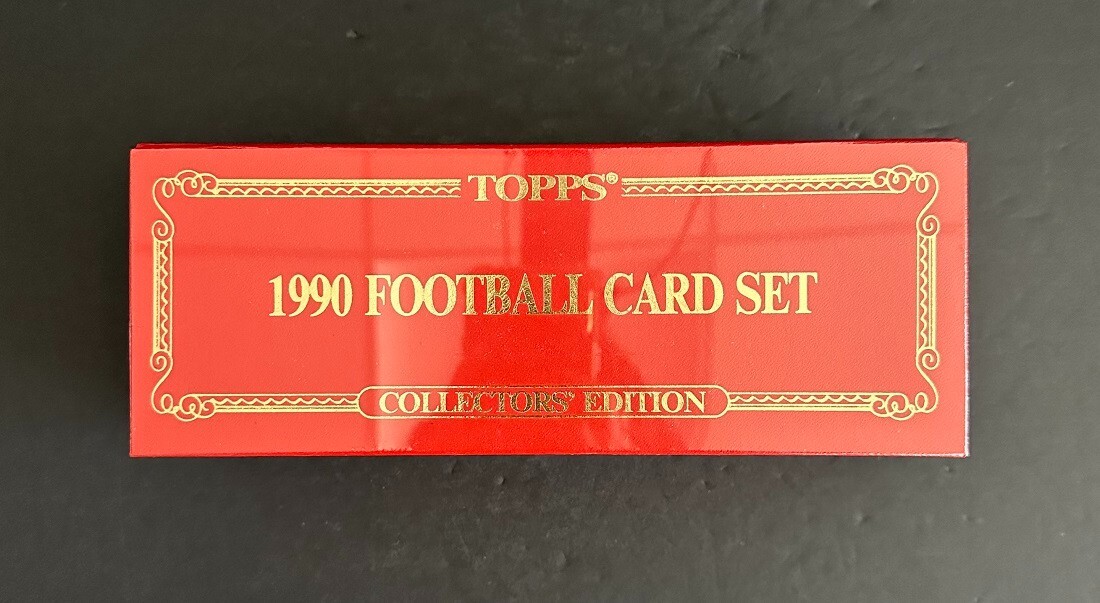 TOPPS®
1990 FOOTBALL CARD SET
COLLECTORS' EDITION